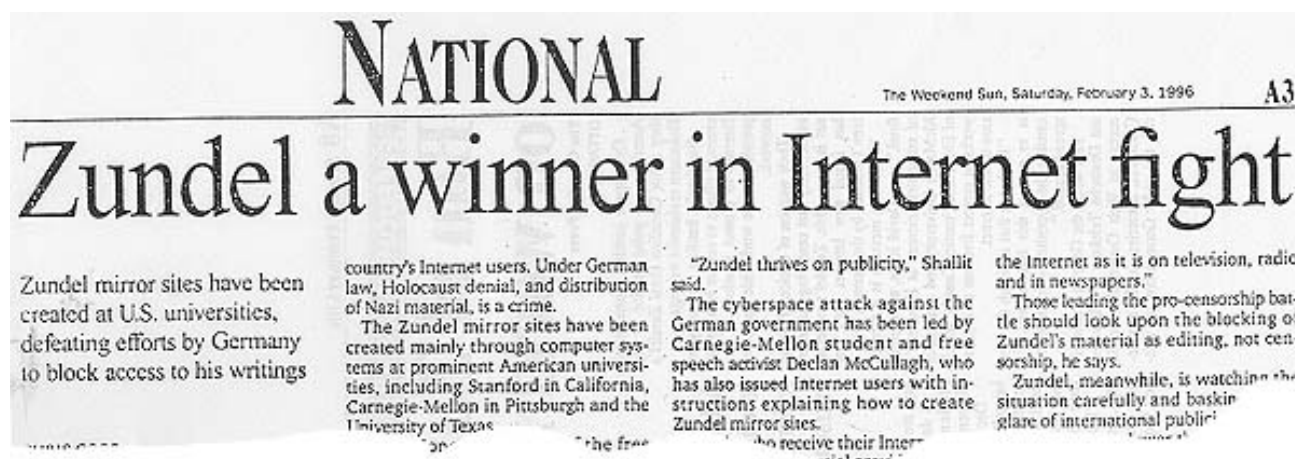 NATIONAL
The Weekend Sun, Saturday, February 3, 1996 A3
Zundel a winner in Internet fight
Zundel mirror sites have been
created at U.S. universities,
defeating efforts by Germany
to block access to his writings
country's Internet users. Under German
law, Holocaust denial, and distribution
of Nazi material, is a crime.
The Zundel mirror sites have been
created mainly through computer sys-
tems at prominent American universi-
ties, including Stanford in California,
Carnegie-Mellon in Pittsburgh and the
University of Texas
the free
"Zundel thrives on publicity," Shallit
said.
The cyberspace attack against the
German government has been led by
Carnegie-Mellon student and free
speech activist Declan McCullagh, who
has also issued Internet users with in-
structions explaining how to create
Zundel mirror sites.
who receive their
the Internet as it is on television, radio
and in newspapers."
Those leading the pro-censorship bat-
tle should look upon the blocking of
Zundel's material as editing, not cen-
sorship, he says.
Zundel, meanwhile, is watching the
situation carefully and
glare of international